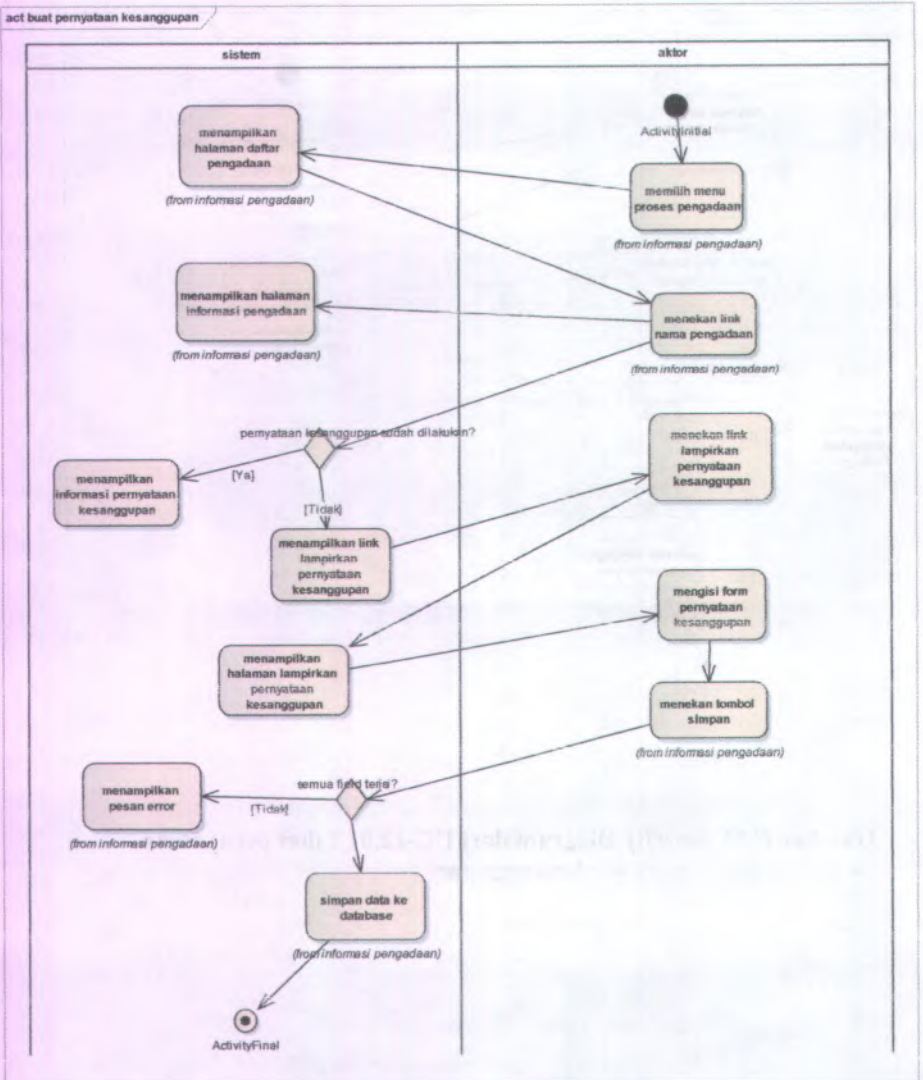 act buat pernyataan kesanggupan
sistem
aktor
ActivityInitial
menampilkan
halaman daftar
pengadaan
(from informasi pengadaan)
memilih menu
proses pengadaan
(from informasi pengadaan)
menampilkan halaman
informasi pengadaan
(from informasi pengadaan)
menekan link
nama pengadaan
(from informasi pengadaan)
pernyataan kesanggupan sudah dilakukan?
[Ya]
[Tidak]
menampilkan
informasi pernyataan
kesanggupan
menekan link
lampirkan
pernyataan
kesanggupan
menampilkan link
lampirkan
pernyataan
kesanggupan
mengisi form
pernyataan
kesanggupan
menampilkan
halaman lampirkan
pernyataan
kesanggupan
menekan tombol
simpan
(from informasi pengadaan)
semua field terisi?
[Tidak]
menampilkan
pesan error
(from informasi pengadaan)
simpan data ke
database
(from informasi pengadaan)
ActivityFinal